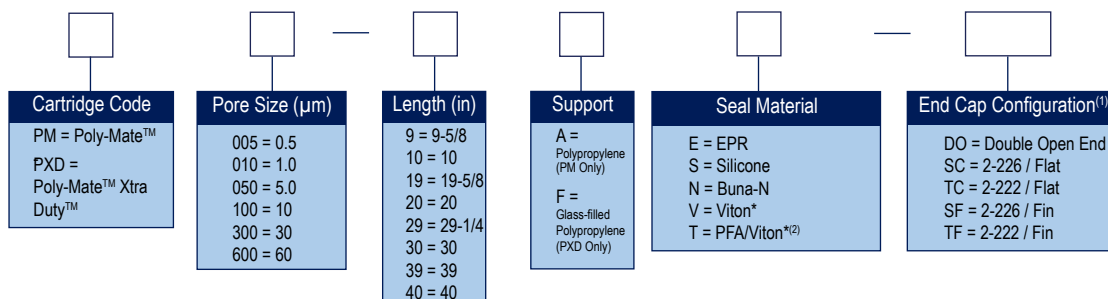 Cartridge Code
PM = Poly-Mate™
PXD =
Poly-Mate™ Xtra
Duty™
Pore Size (µm)
005 = 0.5
010 = 1.0
050 = 5.0
100 = 10
300 = 30
600 = 60
Length (in)
9 = 9-5/8
10 = 10
19 = 19-5/8
20 = 20
29 = 29-1/4
30 = 30
39 = 39
40 = 40
Support
A =
Polypropylene
(PM Only)
F =
Glass-filled
Polypropylene
(PXD Only)
Seal Material
E = EPR
S = Silicone
N = Buna-N
V = Viton*
T = PFA/Viton*(2)
End Cap Configuration(1)
DO = Double Open End
SC = 2-226 / Flat
TC = 2-222 / Flat
SF = 2-226 / Fin
TF = 2-222 / Fin